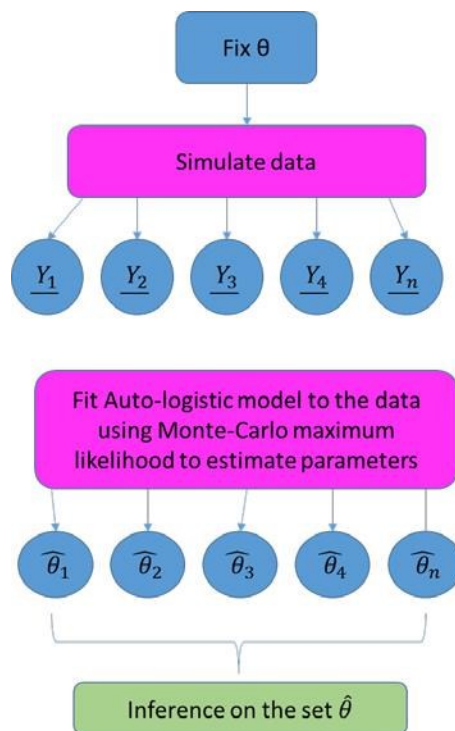 Fix θ
Simulate data
Y₁ Y₂ Y₃ Y₄ Yₙ
Fit Auto-logistic model to the data
using Monte-Carlo maximum
likelihood to estimate parameters
θ̂₁ θ̂₂ θ̂₃ θ̂₄ θ̂ₙ
Inference on the set θ̂